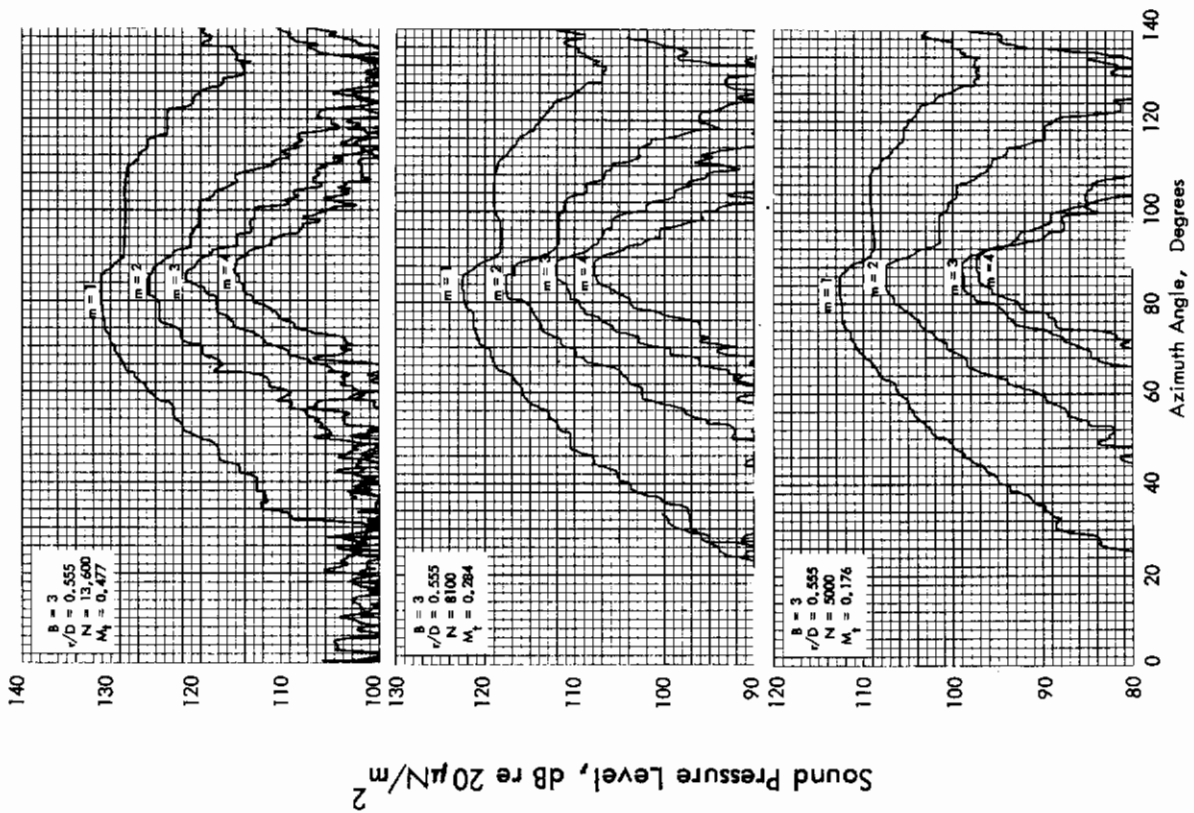 Sound Pressure Level, dB re 20 μN/m²
140
130
120
110
100
B = 3
r/D = 0.555
N = 13,600
Mₜ = 0.477
m = 1
m = 2
m = 3
m = 4
130
120
110
100
90
B = 3
r/D = 0.555
N = 8100
Mₜ = 0.284
m = 1
m = 2
m = 3
m = 4
120
110
100
90
80
B = 3
r/D = 0.555
N = 5000
Mₜ = 0.176
m = 1
m = 2
m = 3
m = 4
0 20 40 60 80 100 120 140
Azimuth Angle, Degrees